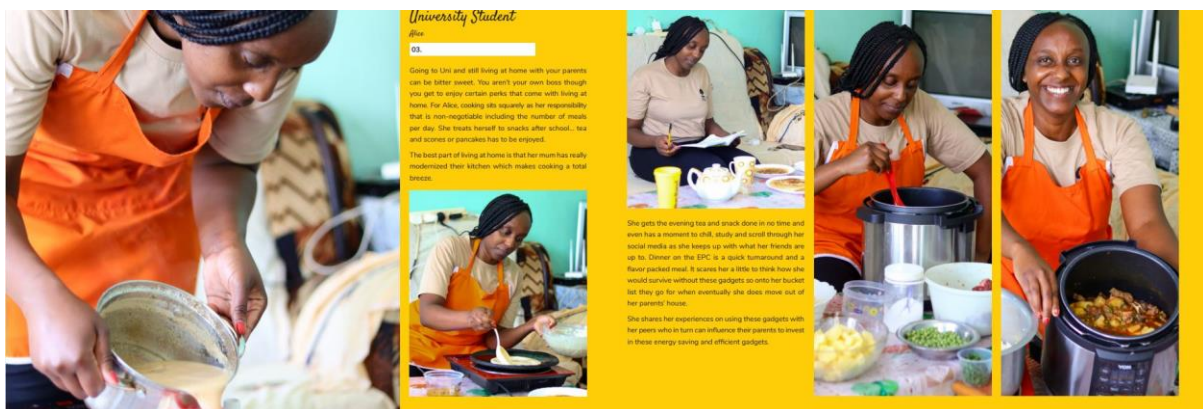 University Student
Alice
03.
Going to Uni and still living at home with your parents
can be bitter sweet. You aren't your own boss though
you get to enjoy certain perks that come with living at
home. For Alice, cooking sits squarely as her responsibility
that is non-negotiable including the number of meals
per day. She treats herself to snacks after school... tea
and scones or pancakes has to be enjoyed.
The best part of living at home is that her mum has really
modernized their kitchen which makes cooking a total
breeze.
She gets the evening tea and snack done in no time and
even has a moment to chill, study and scroll through her
social media as she keeps up with what her friends are
up to. Dinner on the EPC is a quick turnaround and a
flavor packed meal. It scares her a little to think how she
would survive without these gadgets so onto her bucket
list they go for when eventually she does move out of
her parents' house.
She shares her experiences on using these gadgets with
her peers who in turn can influence their parents to invest
in these energy saving and efficient gadgets.